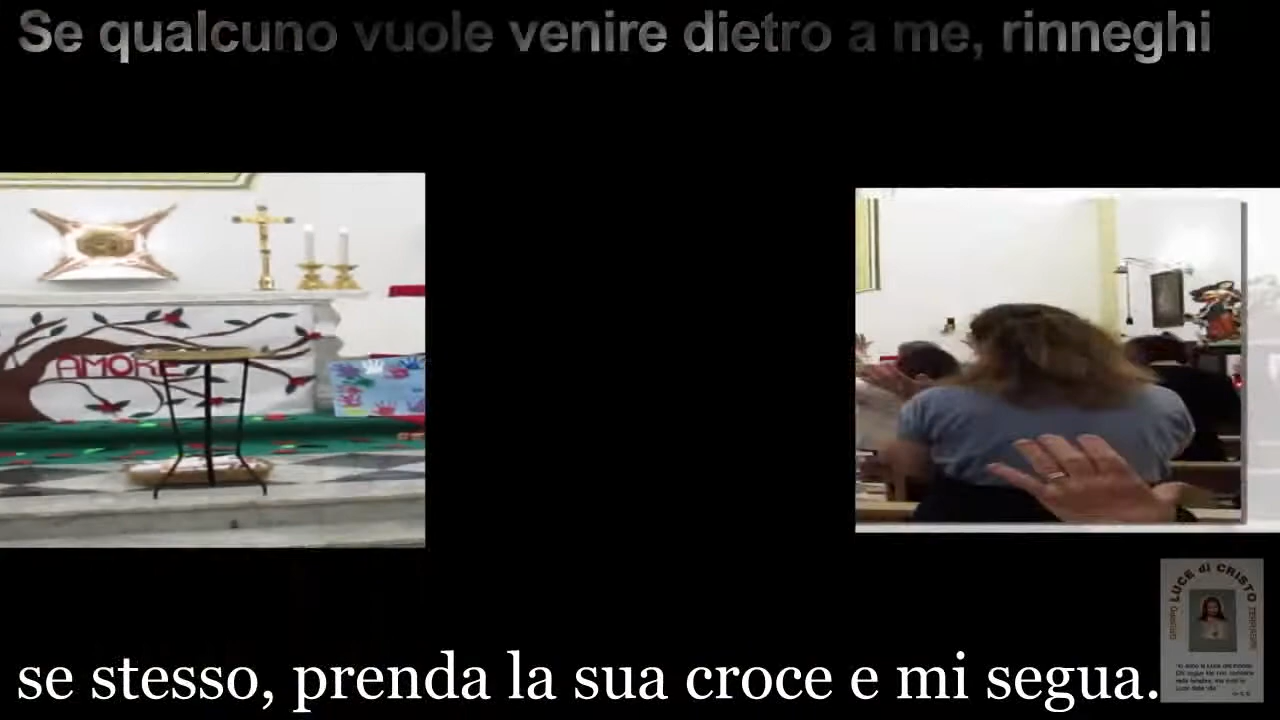 Se qualcuno vuole venire dietro a me, rinneghi
AMORE
LUCE di CRISTO
se stesso, prenda la sua croce e mi segua.